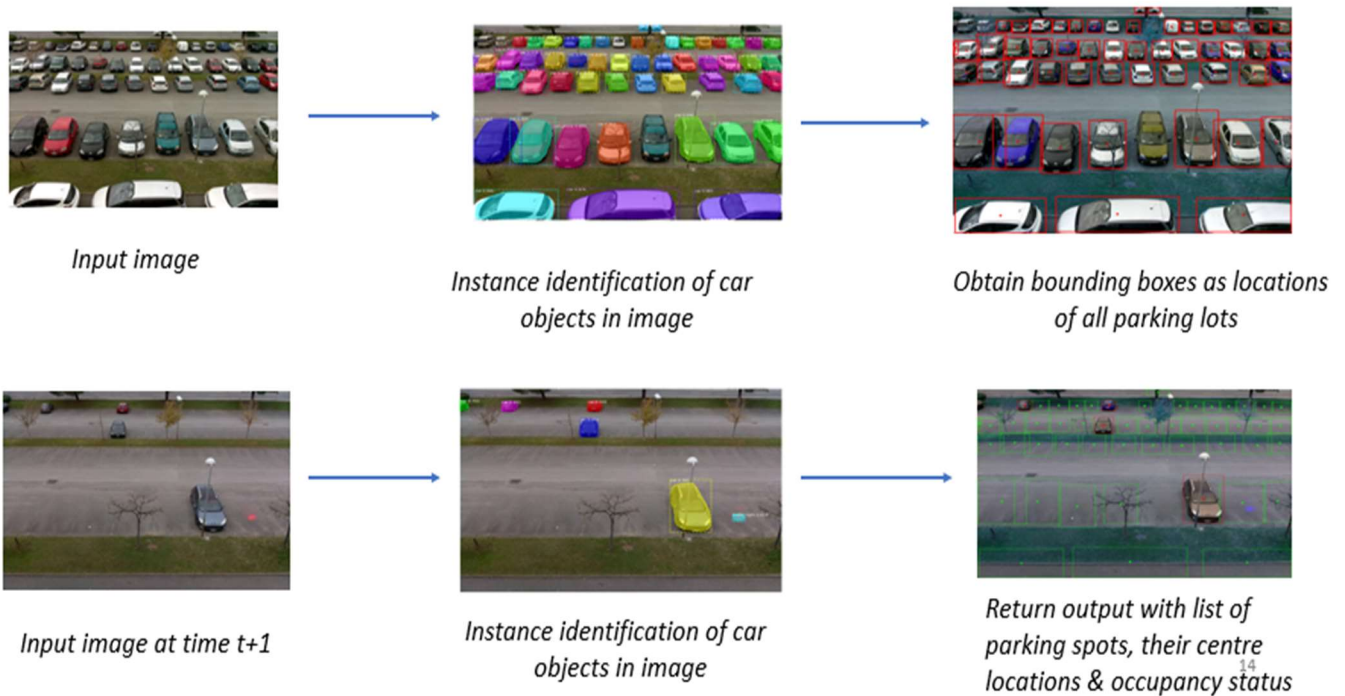 Input image
Instance identification of car
objects in image
Obtain bounding boxes as locations
of all parking lots
Input image at time t+1
Instance identification of car
objects in image
Return output with list of
parking spots, their centre
locations & occupancy status
14